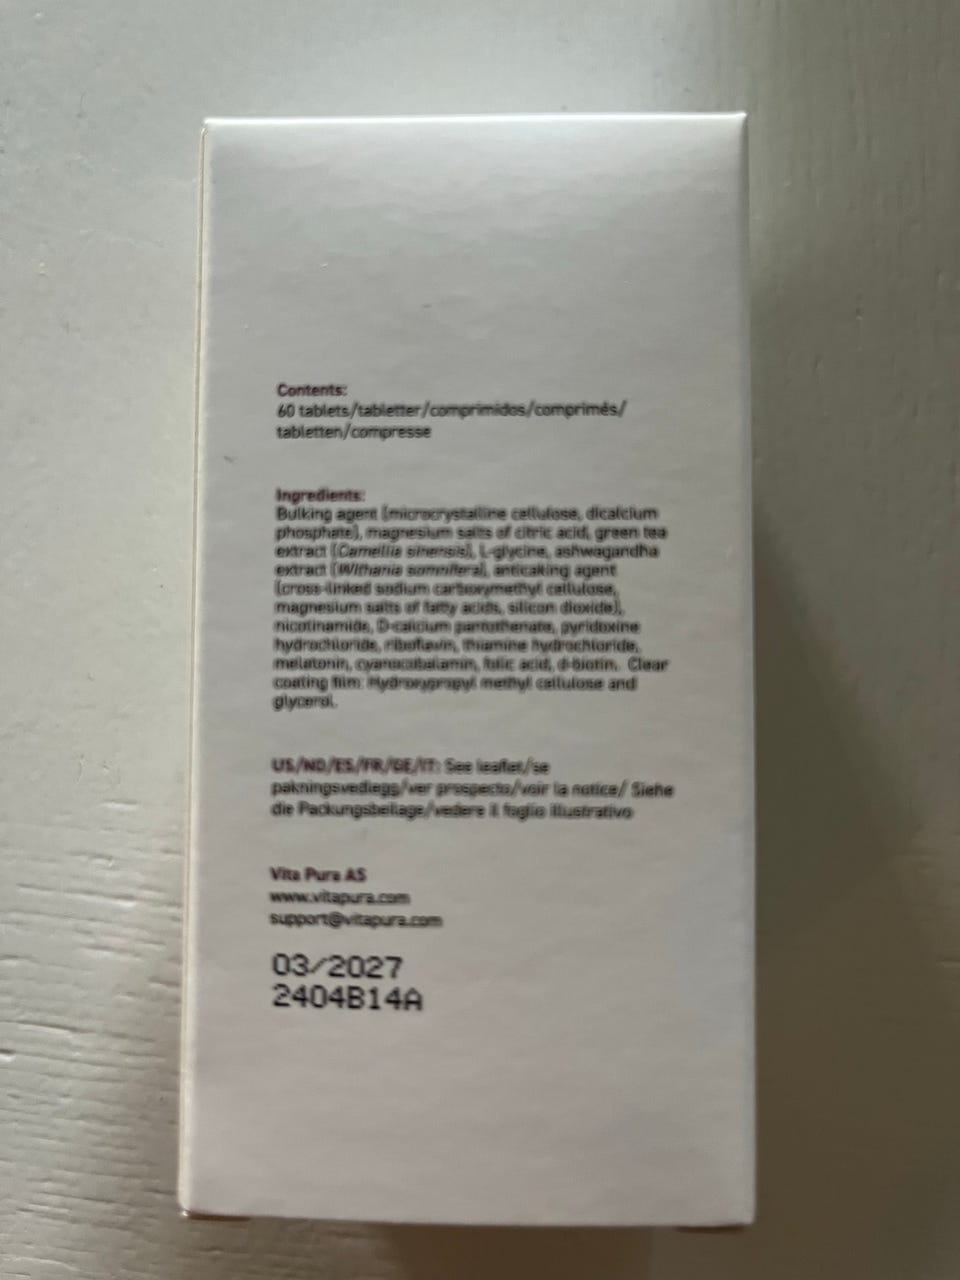 Contents:
60 tablets/tabletter/comprimidos/comprimés/
tabletten/compresse
Ingredients:
Bulking agent (microcrystalline cellulose, dicalcium
phosphate), magnesium salts of citric acid, green tea
extract (Camellia sinensis), L-glycine, ashwagandha
extract (Withania somnifera), anticaking agent
(cross-linked sodium carboxymethyl cellulose,
magnesium salts of fatty acids, silicon dioxide),
nicotinamide, D-calcium pantothenate, pyridoxine
hydrochloride, riboflavin, thiamine hydrochloride,
melatonin, cyanocobalamin, folic acid, d-biotin. Clear
coating film: Hydroxypropyl methyl cellulose and
glycerol.
US/NO/ES/FR/DE/IT: See leaflet/se
pakningsvedlegg/ver prospecto/voir la notice/ Siehe
die Packungsbeilage/vedere il foglio illustrativo
Vita Pura AS
www.vitapura.com
support@vitapura.com
03/2027
2404B14A